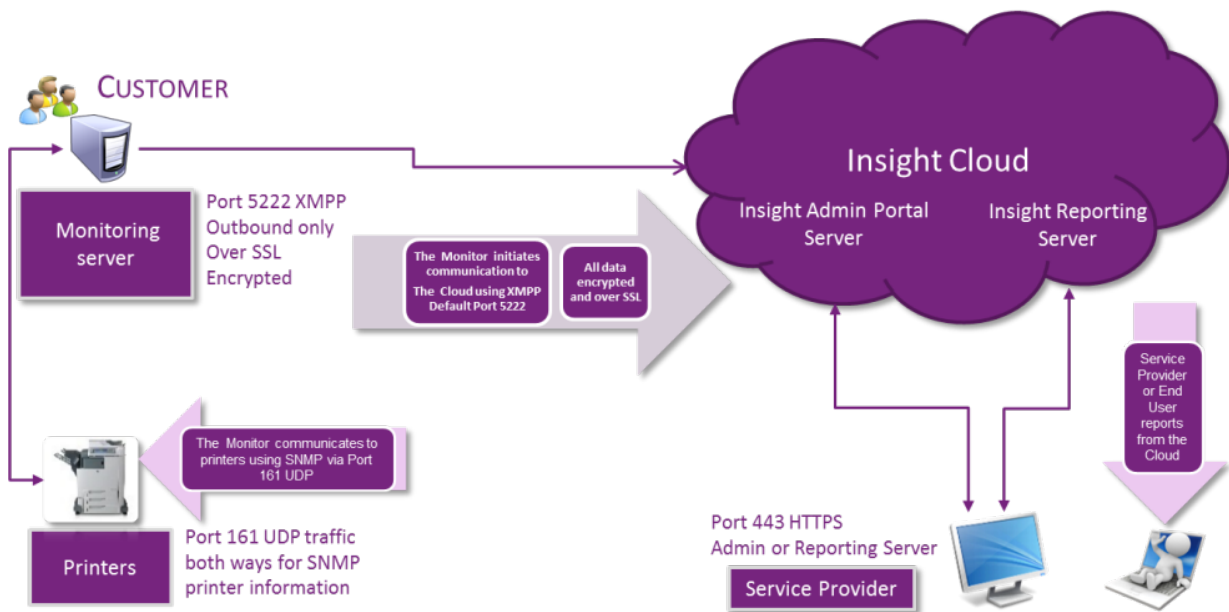 CUSTOMER
Monitoring
server
Port 5222 XMPP
Outbound only
Over SSL
Encrypted
The Monitor initiates
communication to
The Cloud using XMPP
Default Port 5222
All data
encrypted
and over SSL
Insight Cloud
Insight Admin Portal
Server
Insight Reporting
Server
Service
Provider
or End
User
reports
from the
Cloud
The Monitor communicates to
printers using SNMP via Port
161 UDP
Printers
Port 161 UDP traffic
both ways for SNMP
printer information
Port 443 HTTPS
Admin or Reporting Server
Service Provider